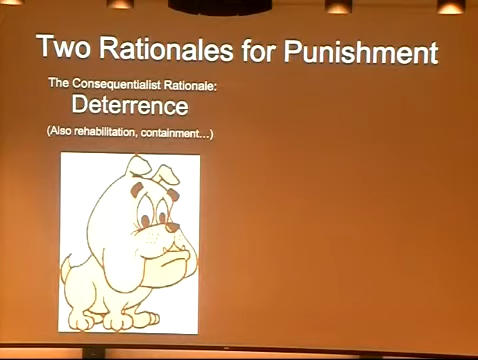 Two Rationales for Punishment
The Consequentialist Rationale:
Deterrence
(Also rehabilitation, containment...)